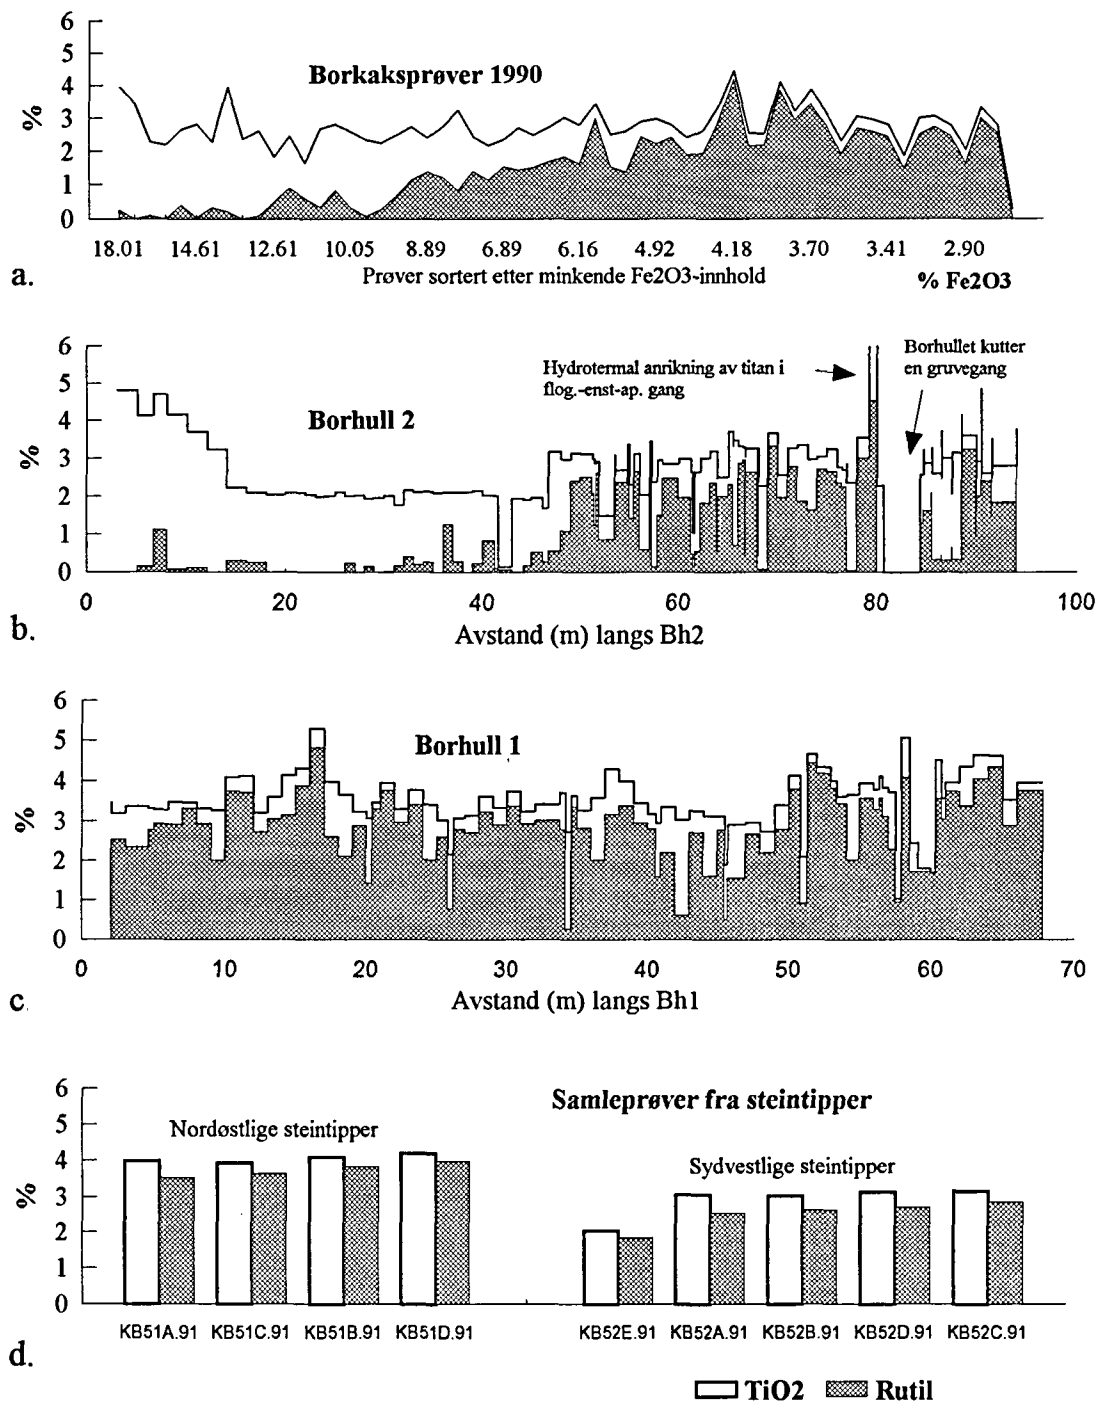 6
5
4
3
2
1
0
%
Borkaksprøver 1990
18.01 14.61 12.61 10.05 8.89 6.89 6.16 4.92 4.18 3.70 3.41 2.90
Prøver sortert etter minkende Fe2O3-innhold
% Fe2O3
a.
6
5
4
3
2
1
0
%
Borhull 2
Hydrotermal anrikning av titan i
flog.-enst-ap. gang
Borhullet kutter
en gruvegang
0 20 40 60 80 100
Avstand (m) langs Bh2
b.
6
5
4
3
2
1
0
%
Borhull 1
0 10 20 30 40 50 60 70
Avstand (m) langs Bh1
c.
6
5
4
3
2
1
0
%
Samleprøver fra steintipper
Nordøstlige steintipper
Sydvestlige steintipper
KB51A.91 KB51C.91 KB51B.91 KB51D.91 KB52E.91 KB52A.91 KB52B.91 KB52D.91 KB52C.91
d.
TiO2 Rutil